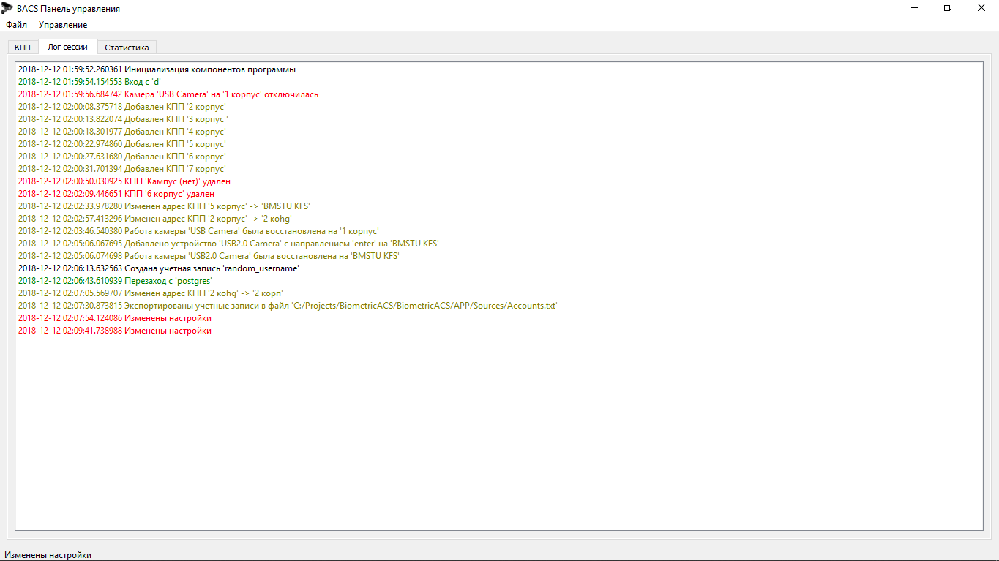 BACS Панель управления
Файл Управление
КПП Лог сессии Статистика
2018-12-12 01:59:52.260361 Инициализация компонентов программы
2018-12-12 01:59:54.154553 Вход с 'd'
2018-12-12 01:59:56.684742 Камера 'USB Camera' на '1 корпус' отключилась
2018-12-12 02:00:08.375718 Добавлен КПП '2 корпус'
2018-12-12 02:00:13.822074 Добавлен КПП '3 корпус '
2018-12-12 02:00:18.301977 Добавлен КПП '4 корпус'
2018-12-12 02:00:22.974860 Добавлен КПП '5 корпус'
2018-12-12 02:00:27.631680 Добавлен КПП '6 корпус'
2018-12-12 02:00:31.701394 Добавлен КПП '7 корпус'
2018-12-12 02:00:50.030925 КПП 'Кампус (нет)' удален
2018-12-12 02:02:09.446651 КПП '6 корпус' удален
2018-12-12 02:02:33.978280 Изменен адрес КПП '5 корпус' -> 'BMSTU KFS'
2018-12-12 02:02:57.413296 Изменен адрес КПП '2 корпус' -> '2 коhg'
2018-12-12 02:03:46.540380 Работа камеры 'USB Camera' была восстановлена на '1 корпус'
2018-12-12 02:05:06.067695 Добавлено устройство 'USB2.0 Camera' с направлением 'enter' на 'BMSTU KFS'
2018-12-12 02:05:06.074698 Работа камеры 'USB2.0 Camera' была восстановлена на 'BMSTU KFS'
2018-12-12 02:06:13.632563 Создана учетная запись 'random_username'
2018-12-12 02:06:43.610939 Перезаход с 'postgres'
2018-12-12 02:07:05.569707 Изменен адрес КПП '2 коhg' -> '2 корп'
2018-12-12 02:07:30.873815 Экспортированы учетные записи в файл 'C:/Projects/BiometricACS/BiometricACS/APP/Sources/Accounts.txt'
2018-12-12 02:07:54.124086 Изменены настройки
2018-12-12 02:09:41.738988 Изменены настройки
Изменены настройки